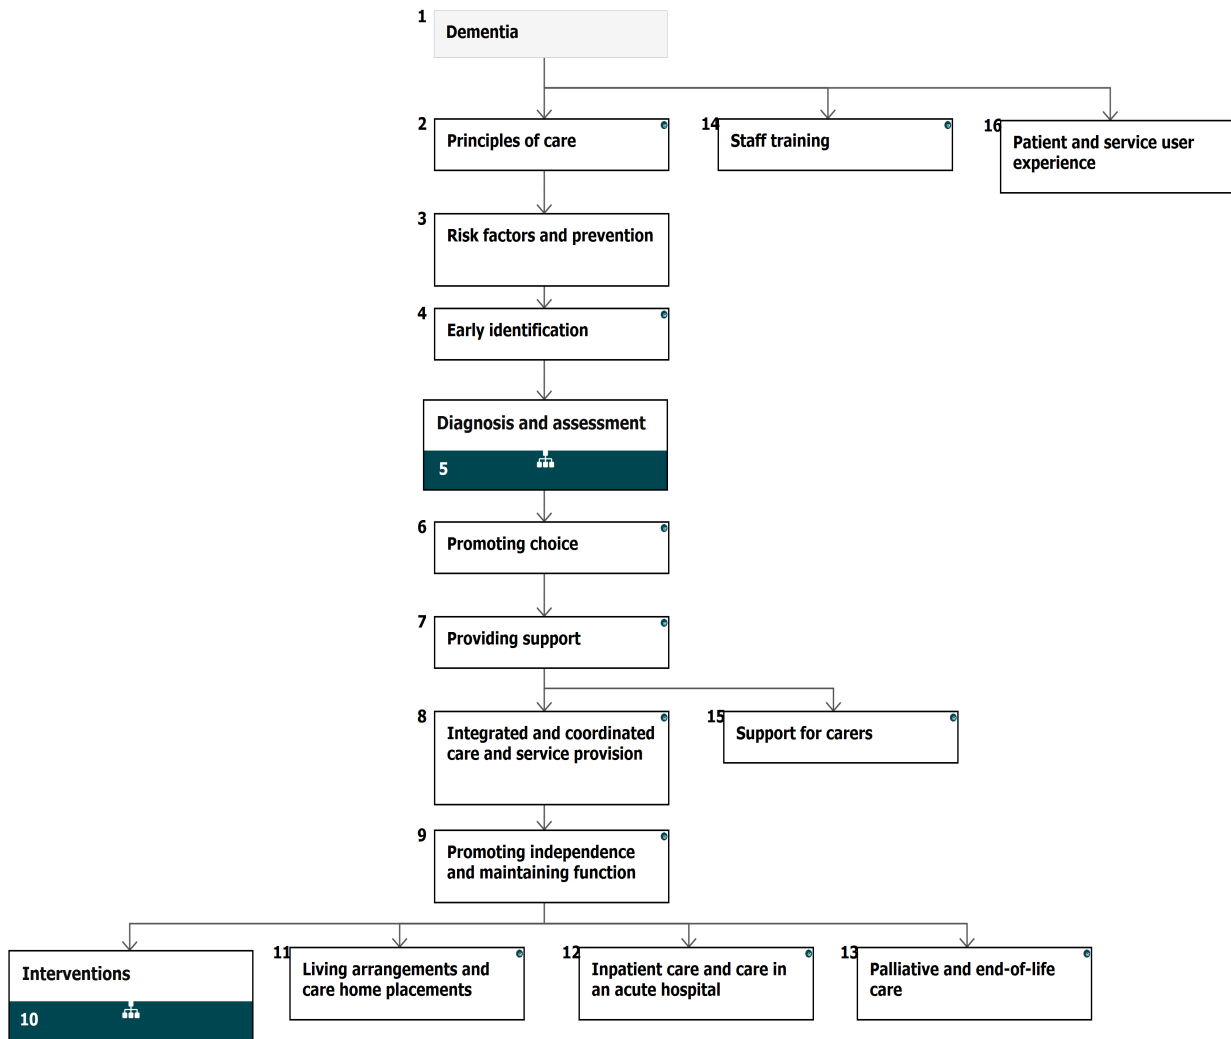 1
Dementia
2
Principles of care
14
Staff training
16
Patient and service user
experience
3
Risk factors and prevention
4
Early identification
Diagnosis and assessment
5
6
Promoting choice
7
Providing support
8
Integrated and coordinated
care and service provision
15
Support for carers
9
Promoting independence
and maintaining function
Interventions
10
11
Living arrangements and
care home placements
12
Inpatient care and care in
an acute hospital
13
Palliative and end-of-life
care